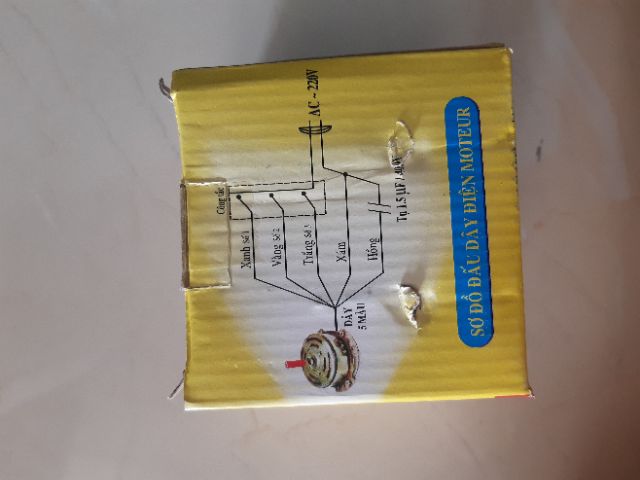 AC ~ 220V
Công tắc
Xanh số 1
Vàng số 2
Trắng số 3
Xám
Hồng
Tụ 1.5 µF /
DÂY
5 MÀU
SƠ ĐỒ ĐẤU DÂY ĐIỆN MOTEUR